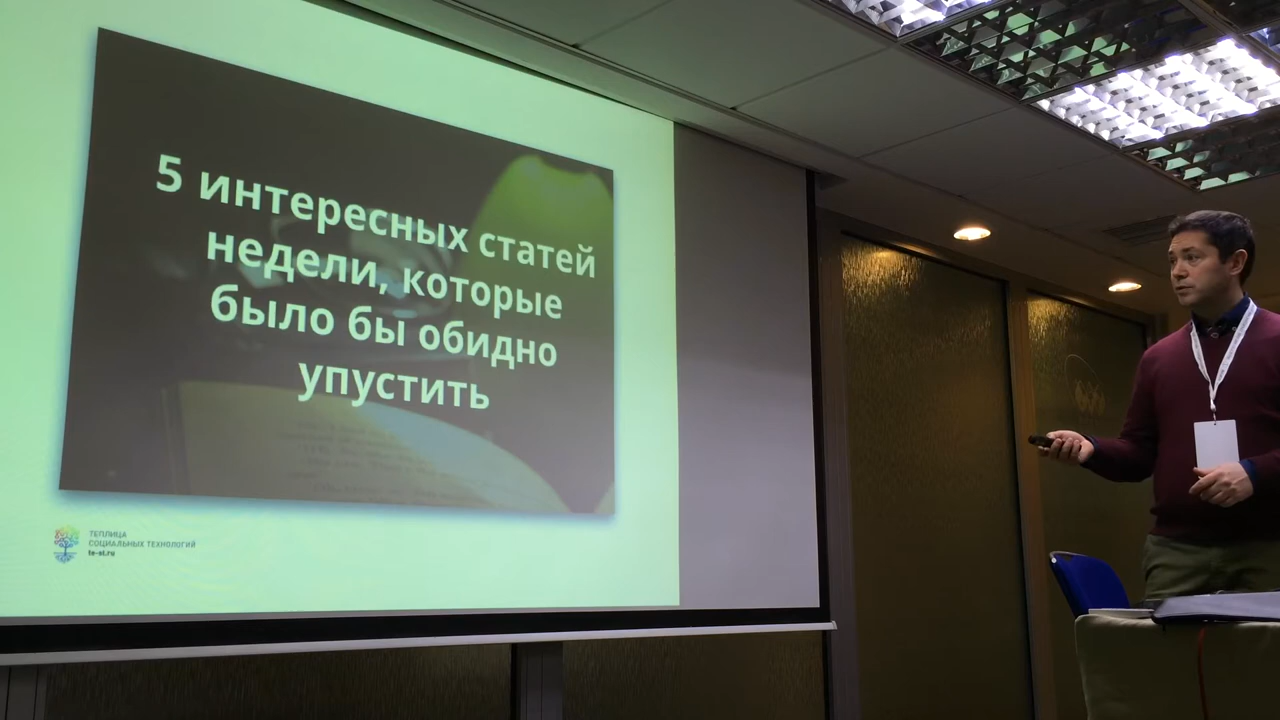 5 интересных статей
недели, которые
было бы обидно
упустить
ТЕПЛИЦА
СОЦИАЛЬНЫХ ТЕХНОЛОГИЙ
te-st.ru